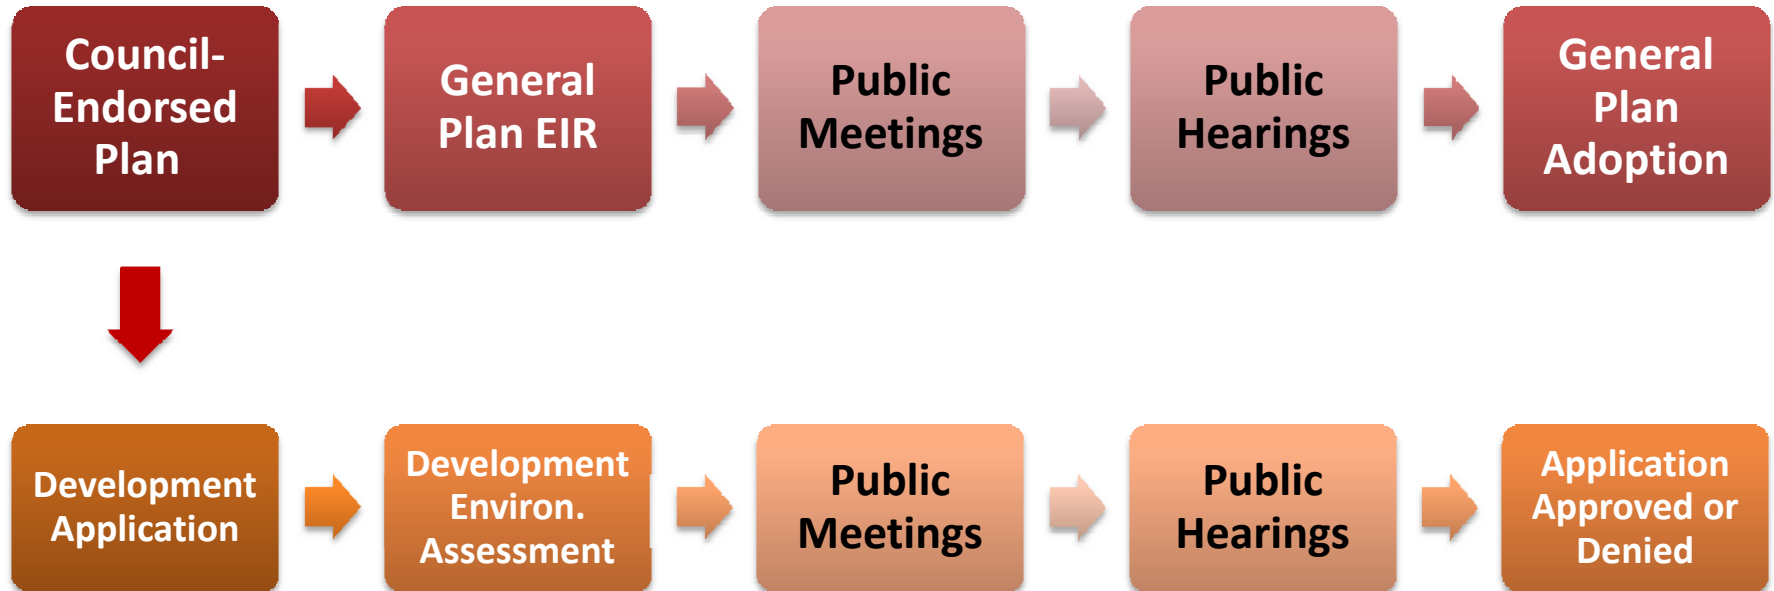 Council-
Endorsed
Plan
General
Plan EIR
Public
Meetings
Public
Hearings
General
Plan
Adoption
Development
Application
Development
Environ.
Assessment
Public
Meetings
Public
Hearings
Application
Approved or
Denied